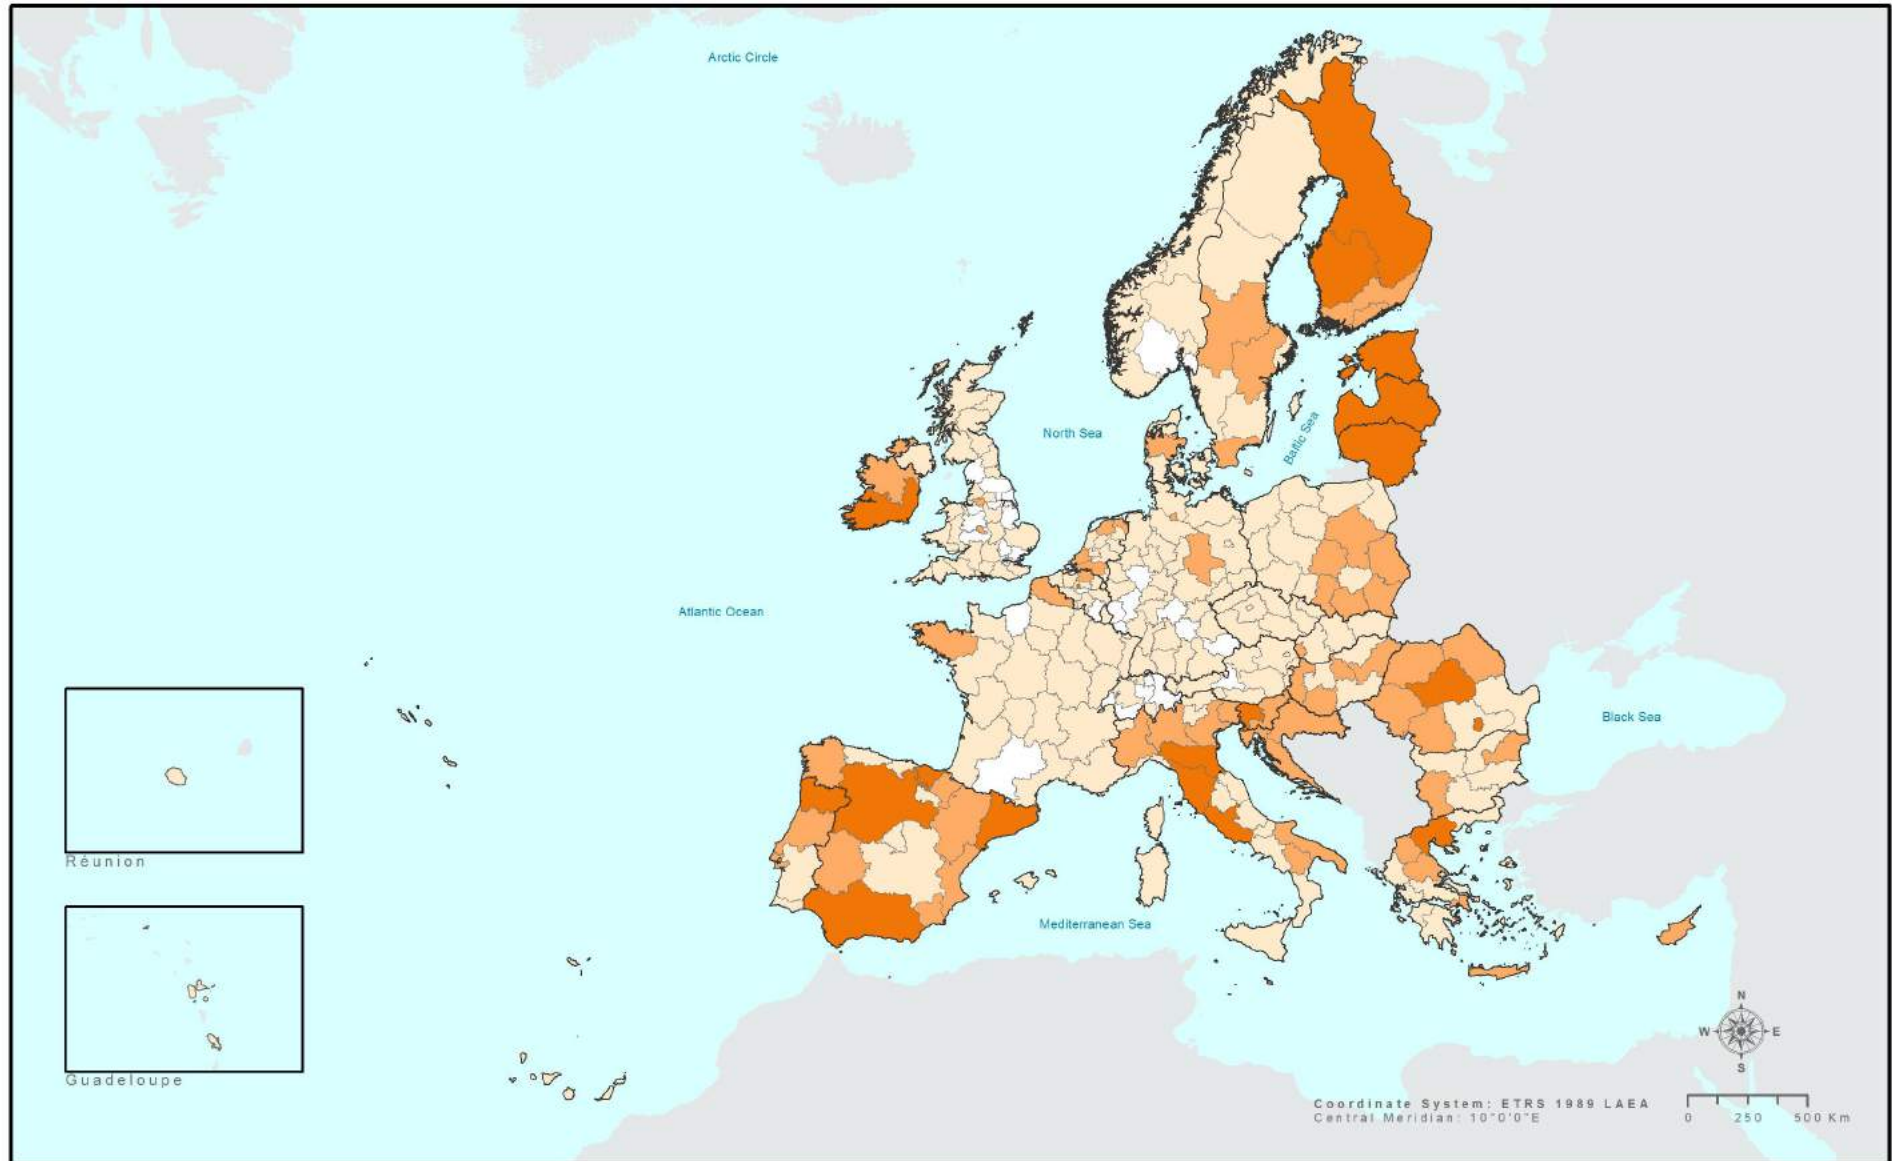 Arctic Circle
North Sea
Baltic Sea
Atlantic Ocean
Black Sea
Mediterranean Sea
Réunion
Guadeloupe
N
W
E
S
Coordinate System: ETRS 1989 LAEA
Central Meridian: 10°0'0"E
0 250 500 Km